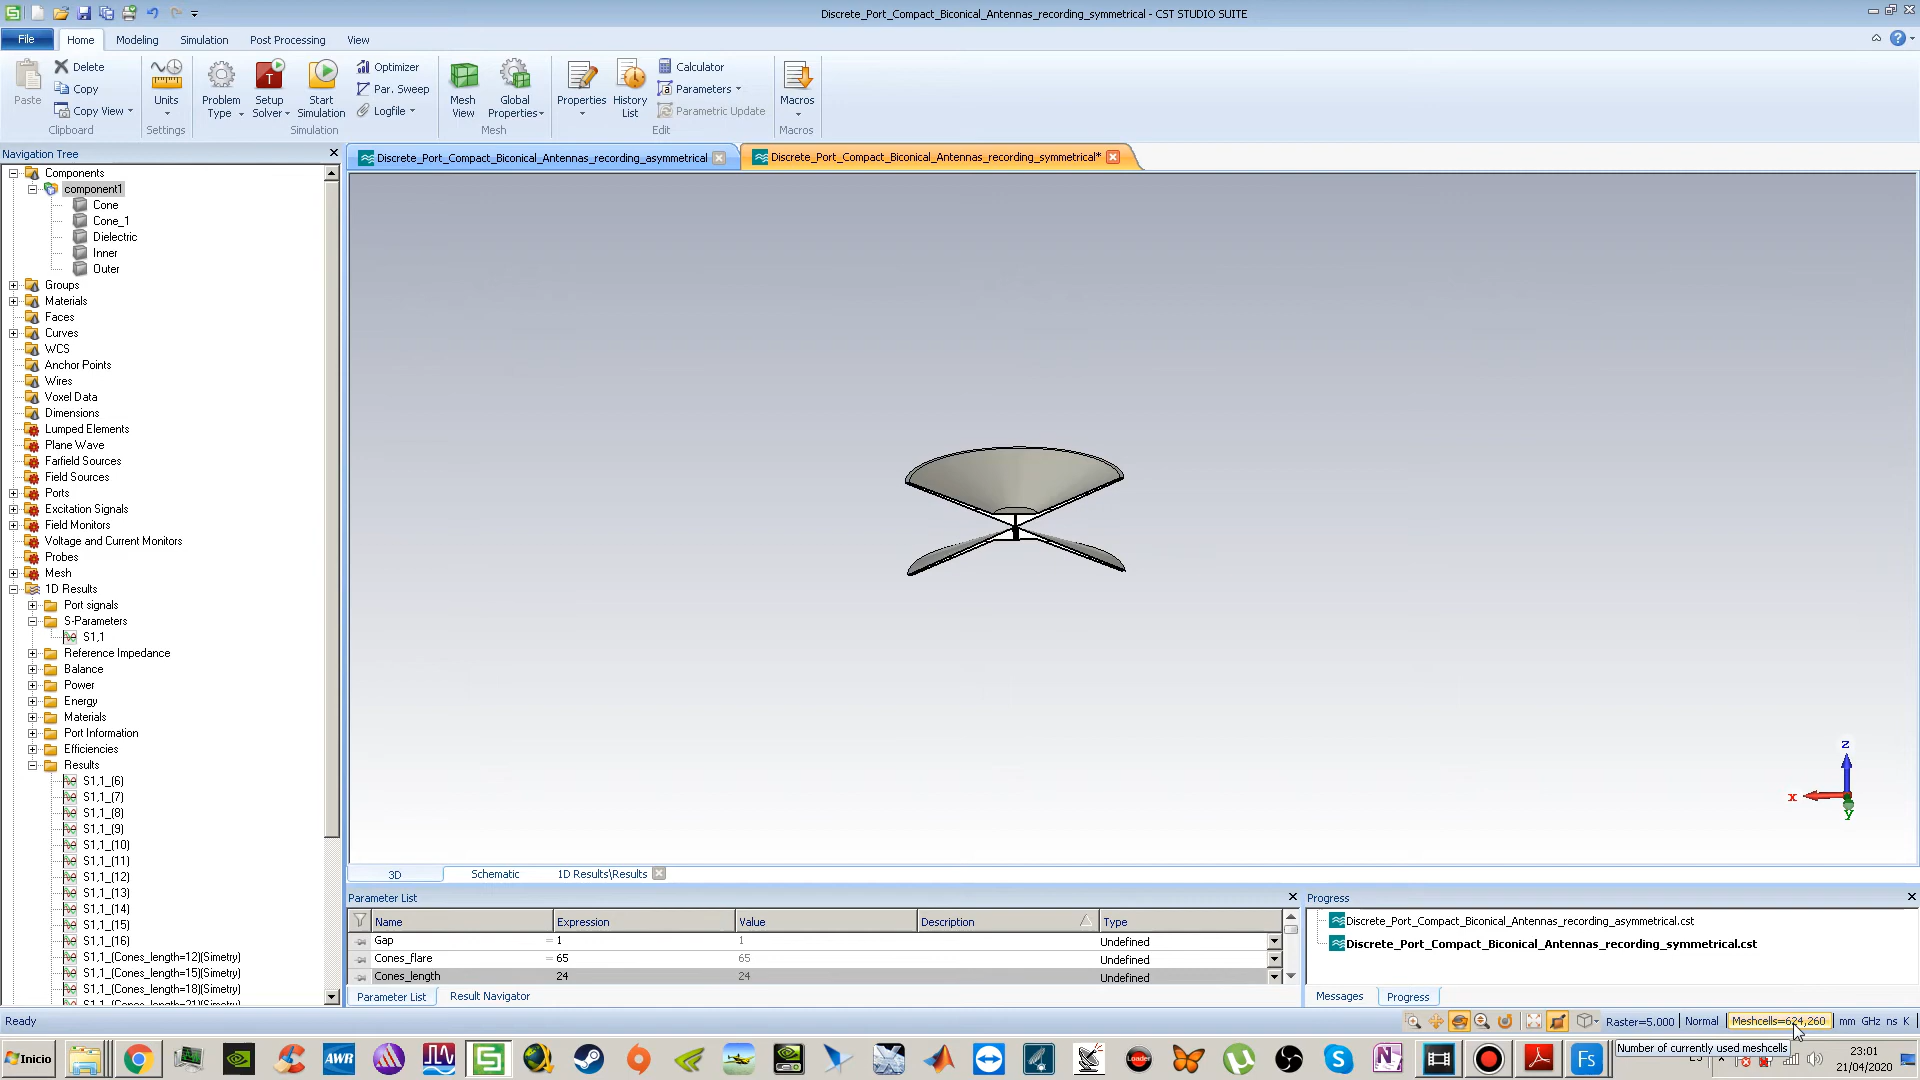 Discrete_Port_Compact_Biconical_Antennas_recording_symmetrical - CST STUDIO SUITE
File
Home
Modeling
Simulation
Post Processing
View
Paste
Delete
Copy
Copy View
Clipboard
Units
Settings
Problem Type
Setup Solver
Start Simulation
Optimizer
Par. Sweep
Logfile
Simulation
Mesh View
Global Properties
Mesh
Properties
History List
Calculator
Parameters
Parametric Update
Edit
Macros
Macros
Navigation Tree
Discrete_Port_Compact_Biconical_Antennas_recording_asymmetrical
Discrete_Port_Compact_Biconical_Antennas_recording_symmetrical*
Components
component1
Cone
Cone_1
Dielectric
Inner
Outer
Groups
Materials
Faces
Curves
WCS
Anchor Points
Wires
Voxel Data
Dimensions
Lumped Elements
Plane Wave
Farfield Sources
Field Sources
Ports
Excitation Signals
Field Monitors
Voltage and Current Monitors
Probes
Mesh
1D Results
Port signals
S-Parameters
S1,1
Reference Impedance
Balance
Power
Energy
Materials
Port Information
Efficiencies
Results
S1,1_(6)
S1,1_(7)
S1,1_(8)
S1,1_(9)
S1,1_(10)
S1,1_(11)
S1,1_(12)
S1,1_(13)
S1,1_(14)
S1,1_(15)
S1,1_(16)
S1,1_(Cones_length=12)(Simetry)
S1,1_(Cones_length=15)(Simetry)
S1,1_(Cones_length=18)(Simetry)
S1,1_(Cones_length=21)(Simetry)
z
x
y
3D
Schematic
1D Results\Results
Parameter List
Name Expression Value Description Type
Gap = 1 1 Undefined
Cones_flare = 65 65 Undefined
Cones_length 24 24 Undefined
Parameter List
Result Navigator
Progress
Discrete_Port_Compact_Biconical_Antennas_recording_asymmetrical.cst
Discrete_Port_Compact_Biconical_Antennas_recording_symmetrical.cst
Messages
Progress
Ready
Raster=5.000 Normal Meshcells=624,260 mm GHz ns K
Number of currently used meshcells
Inicio
AWR
Loader
Fs
23:01
21/04/2020